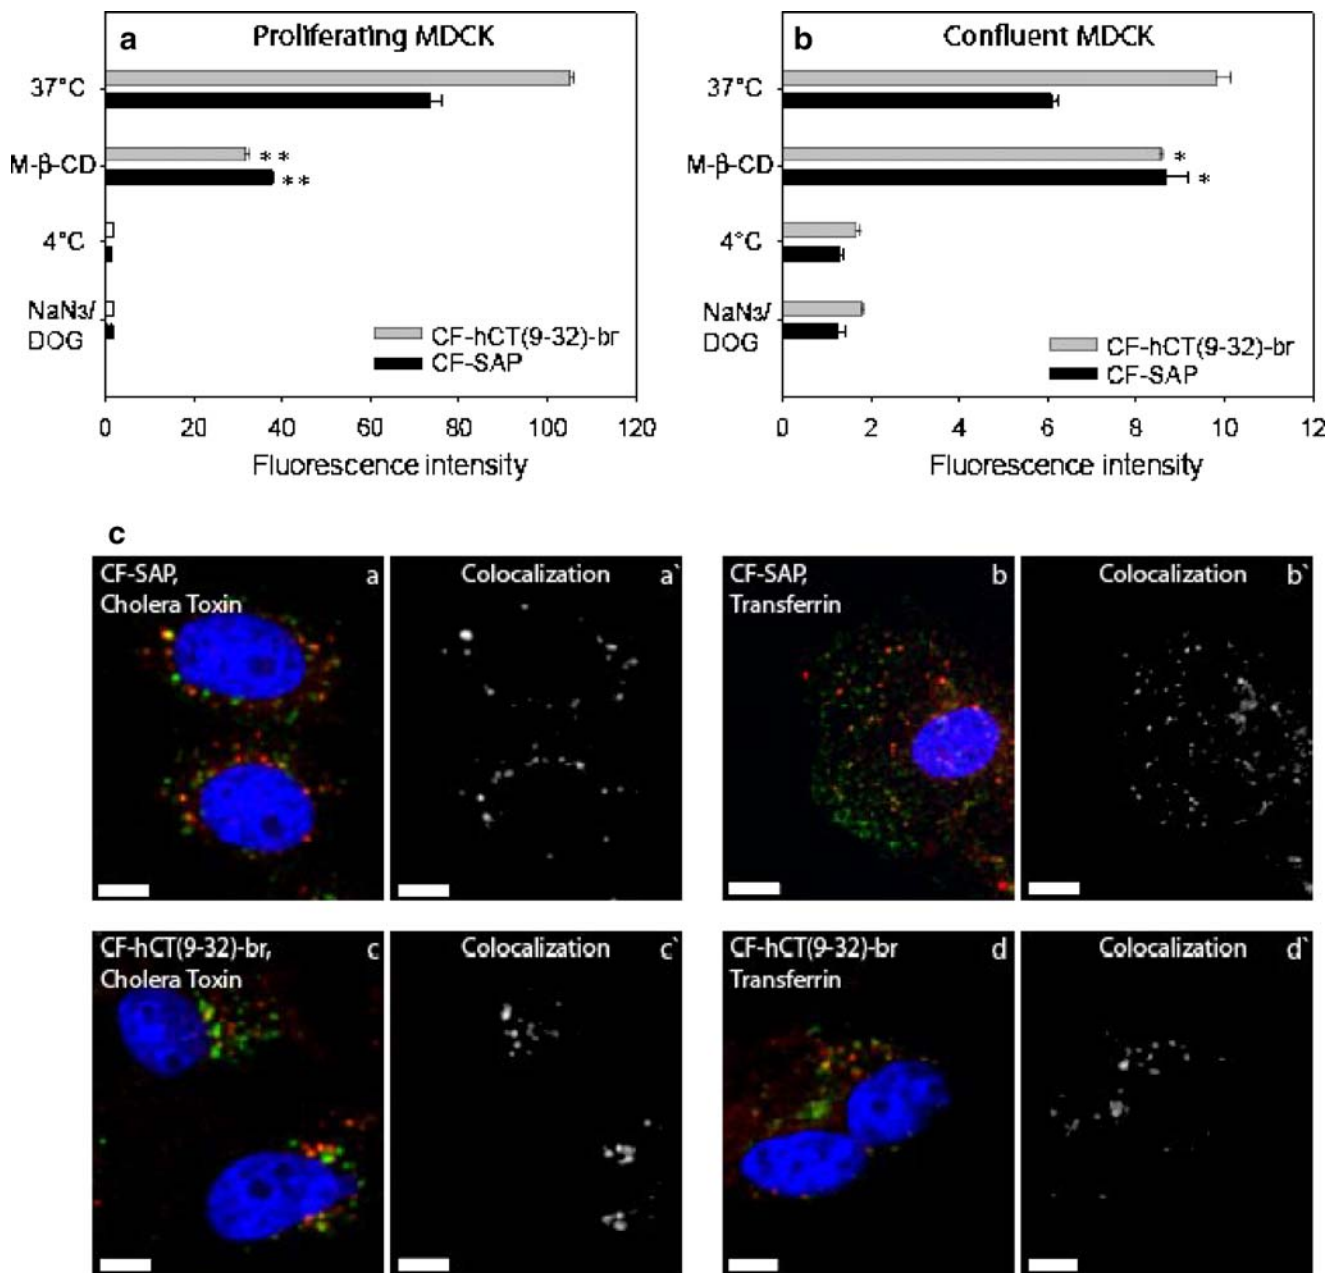 a Proliferating MDCK
37°C
M-β-CD
* *
* *
4°C
NaN3/
DOG
CF-hCT(9-32)-br
CF-SAP
0 20 40 60 80 100 120
Fluorescence intensity
b Confluent MDCK
37°C
M-β-CD
*
*
4°C
NaN3/
DOG
CF-hCT(9-32)-br
CF-SAP
0 2 4 6 8 10 12
Fluorescence intensity
c
CF-SAP, a
Cholera Toxin
Colocalization a`
CF-SAP, b
Transferrin
Colocalization b`
CF-hCT(9-32)-br, c
Cholera Toxin
Colocalization c`
CF-hCT(9-32)-br d
Transferrin
Colocalization d`